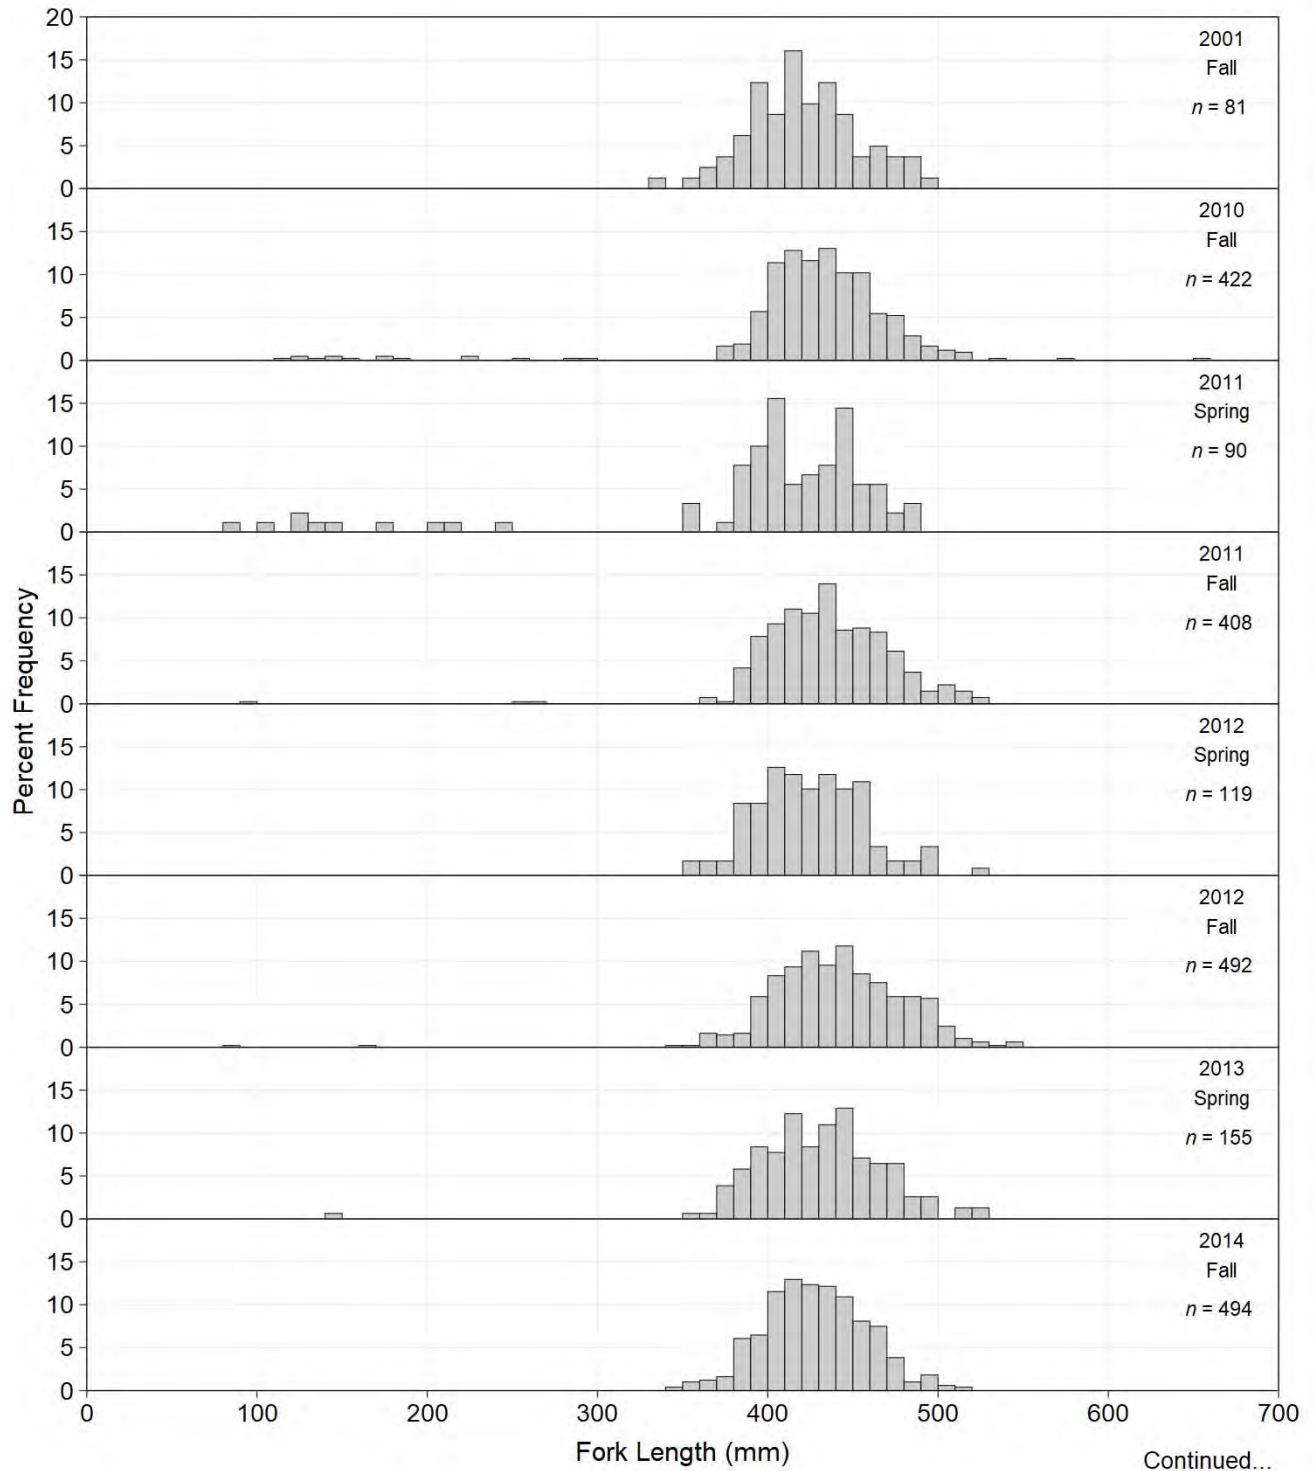 20
15
10
5
0
2001
Fall
n = 81
15
10
5
0
2010
Fall
n = 422
15
10
5
0
2011
Spring
n = 90
15
10
5
0
2011
Fall
n = 408
15
10
5
0
2012
Spring
n = 119
15
10
5
0
2012
Fall
n = 492
15
10
5
0
2013
Spring
n = 155
15
10
5
0
2014
Fall
n = 494
Percent Frequency
0 100 200 300 400 500 600 700
Fork Length (mm)
Continued...